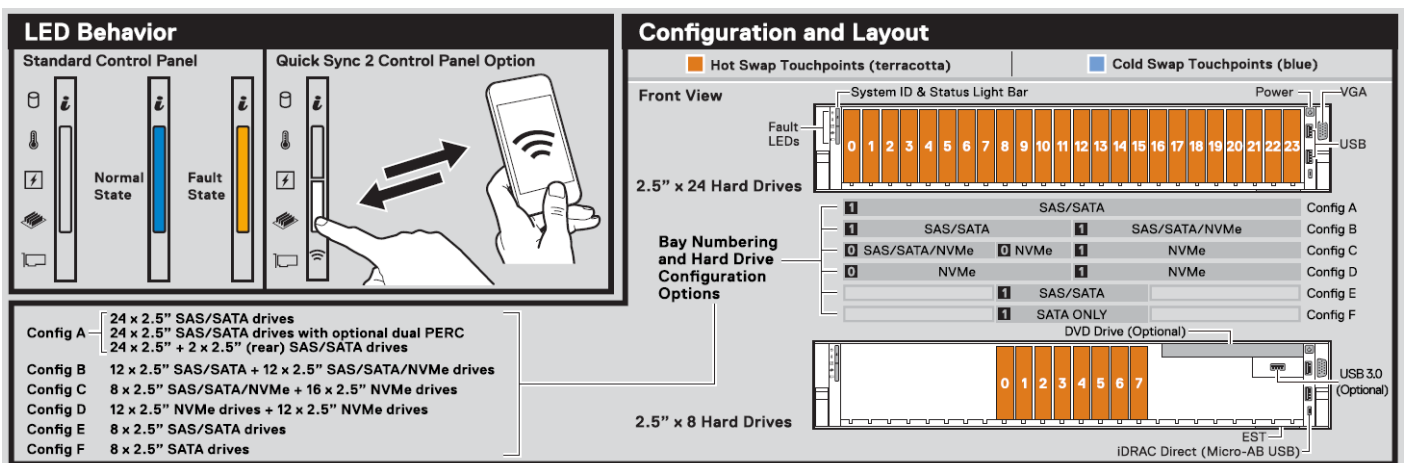 LED Behavior
Standard Control Panel
Quick Sync 2 Control Panel Option
i
i
i
i
Normal
State
Fault
State
Configuration and Layout
Hot Swap Touchpoints (terracotta)
Cold Swap Touchpoints (blue)
Front View
System ID & Status Light Bar
Power
VGA
Fault
LEDs
0 1 2 3 4 5 6 7 8 9 10 11 12 13 14 15 16 17 18 19 20 21 22 23
USB
2.5” x 24 Hard Drives
Bay Numbering
and Hard Drive
Configuration
Options
1 SAS/SATA Config A
1 SAS/SATA 1 SAS/SATA/NVMe Config B
0 SAS/SATA/NVMe 0 NVMe 1 NVMe Config C
0 NVMe 1 NVMe Config D
1 SAS/SATA Config E
1 SATA ONLY Config F
DVD Drive (Optional)
0 1 2 3 4 5 6 7
USB 3.0
(Optional)
2.5” x 8 Hard Drives
EST
iDRAC Direct (Micro-AB USB)
Config A
24 x 2.5” SAS/SATA drives
24 x 2.5” SAS/SATA drives with optional dual PERC
24 x 2.5” + 2 x 2.5” (rear) SAS/SATA drives
Config B 12 x 2.5” SAS/SATA + 12 x 2.5” SAS/SATA/NVMe drives
Config C 8 x 2.5” SAS/SATA/NVMe + 16 x 2.5” NVMe drives
Config D 12 x 2.5” NVMe drives + 12 x 2.5” NVMe drives
Config E 8 x 2.5” SAS/SATA drives
Config F 8 x 2.5” SATA drives